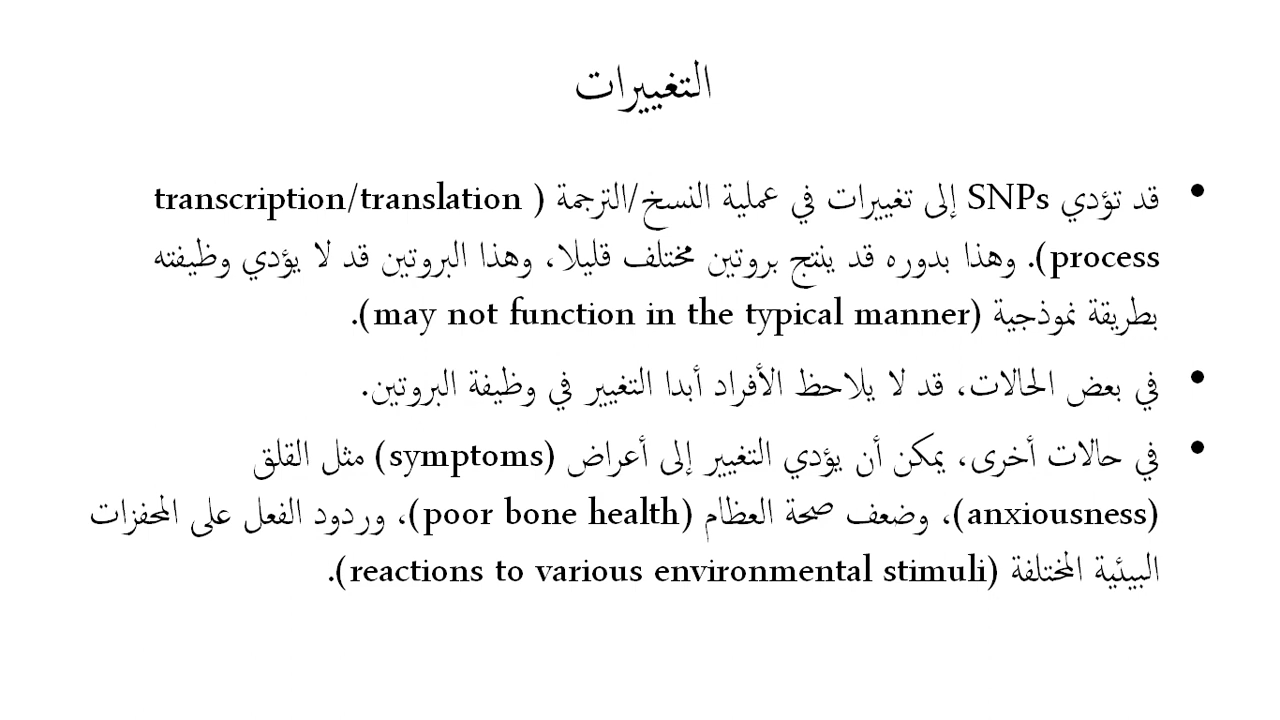 التغييرات
• قد تؤدي SNPs إلى تغييرات في عملية النسخ/الترجمة (transcription/translation
process). وهذا بدوره قد ينتج بروتين مختلف قليلا، وهذا البروتين قد لا يؤدي وظيفته
بطريقة نموذجية (may not function in the typical manner).
• في بعض الحالات، قد لا يلاحظ الأفراد أبدا التغيير في وظيفة البروتين.
• في حالات أخرى، يمكن أن يؤدي التغيير إلى أعراض (symptoms) مثل القلق
(anxiousness)، وضعف صحة العظام (poor bone health)، وردود الفعل على المحفزات
البيئية المختلفة (reactions to various environmental stimuli).